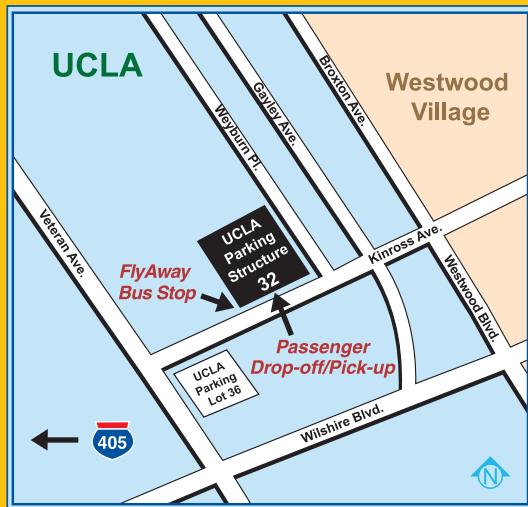 UCLA
Westwood
Village
Broxton Ave.
Gayley Ave.
Weyburn Pl.
Veteran Ave.
UCLA
Parking
Structure
32
Kinross Ave.
Westwood Blvd.
FlyAway
Bus Stop
Passenger
Drop-off/Pick-up
UCLA
Parking
Lot 36
Wilshire Blvd.
405
N